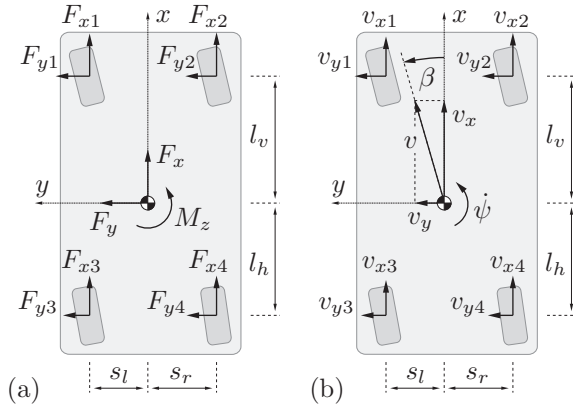 F_{x1} x F_{x2} v_{x1} x v_{x2}
F_{y1} F_{y2} v_{y1} β v_{y2}
l_v v v_x l_v
F_x
y F_y M_z y v_y \dot{ψ}
F_{x3} F_{x4} l_h v_{x3} v_{x4} l_h
F_{y3} F_{y4} v_{y3} v_{y4}
(a) s_l s_r (b) s_l s_r